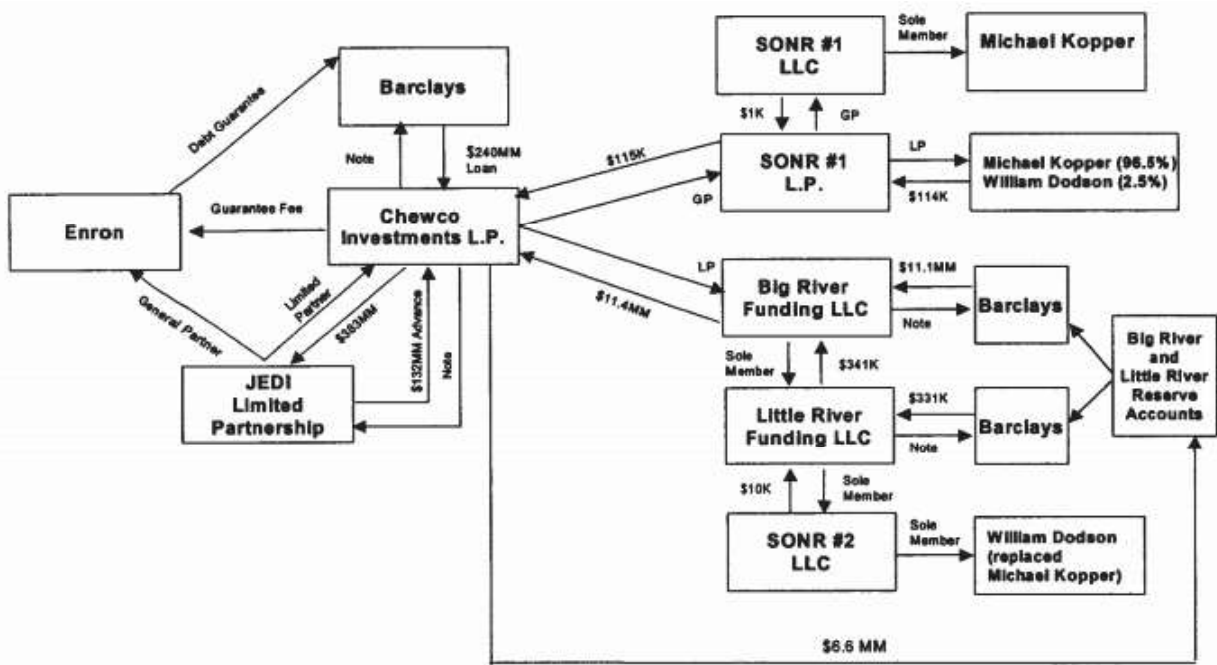 Sole
Member
SONR #1
LLC
Michael Kopper
Barclays
Debt Guarantee
$1K
GP
Note
$240MM
Loan
$115K
SONR #1
L.P.
LP
Michael Kopper (96.5%)
William Dodson (2.5%)
$114K
GP
Enron
Guarantee Fee
Chewco
Investments L.P.
LP
$11.4MM
Big River
Funding LLC
$11.1MM
Note
Barclays
General Partner
Limited
Partner
$383MM
$132MM Advance
Note
Big River
and
Little River
Reserve
Accounts
Sole
Member
$341K
JEDI
Limited
Partnership
Little River
Funding LLC
$331K
Note
Barclays
$10K
Sole
Member
SONR #2
LLC
Sole
Member
William Dodson
(replaced
Michael Kopper)
$6.6 MM